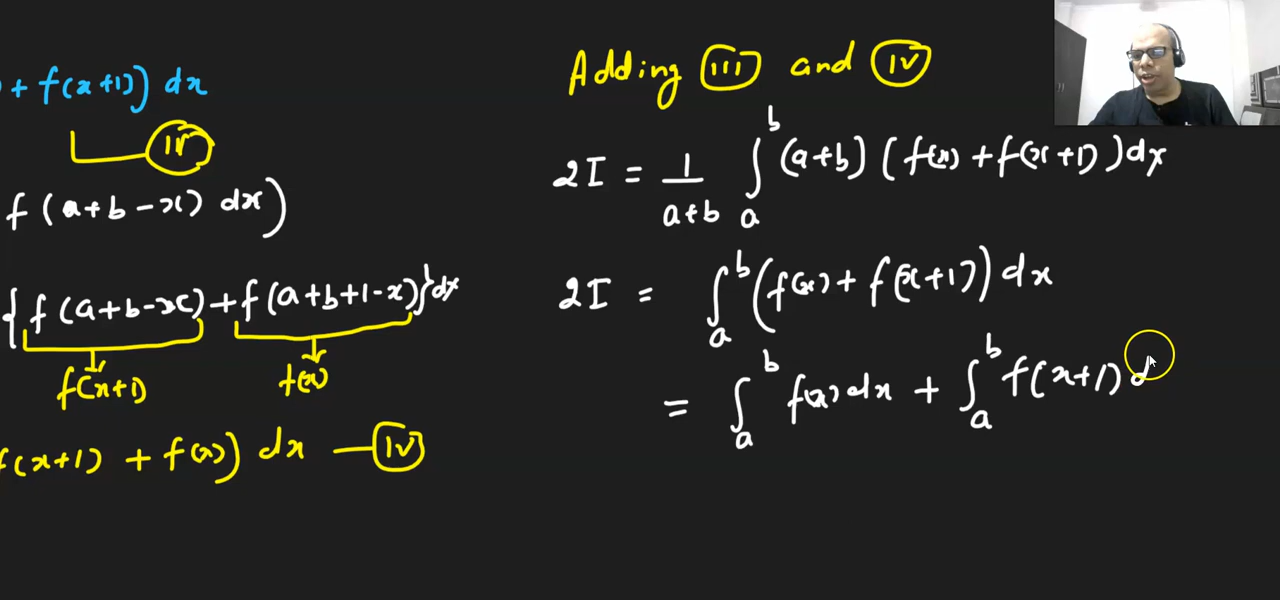 + f(x+1)) dx
IV
f (a+b-x) dx)
{f(a+b-x)+f(a+b+1-x)}dx
f(x+1) f(x)
f(x+1) + f(x)) dx — IV
Adding III and IV
2I = 1/(a+b) ∫_a^b (a+b) (f(x) + f(x+1)) dx
2I = ∫_a^b (f(x) + f(x+1)) dx
= ∫_a^b f(x) dx + ∫_a^b f(x+1) d